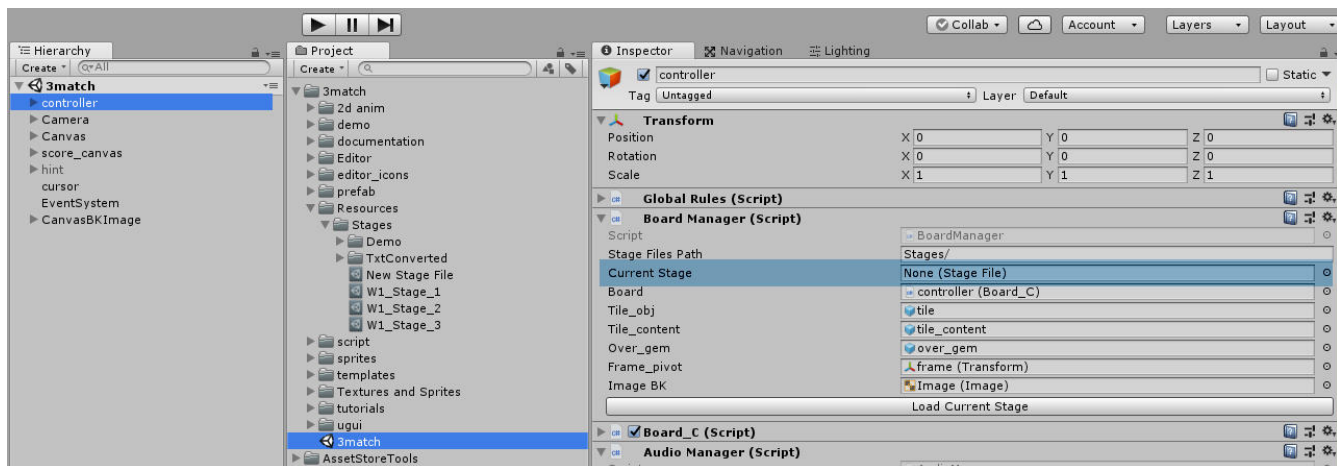 Collab
Account
Layers
Layout
Hierarchy
Create
All
3match
controller
Camera
Canvas
score_canvas
hint
cursor
EventSystem
CanvasBKImage
Project
Create
3match
2d anim
demo
documentation
Editor
editor_icons
prefab
Resources
Stages
Demo
TxtConverted
New Stage File
W1_Stage_1
W1_Stage_2
W1_Stage_3
script
sprites
templates
Textures and Sprites
tutorials
ugui
3match
AssetStoreTools
Inspector Navigation Lighting
controller Static
Tag Untagged Layer Default
Transform
Position X 0 Y 0 Z 0
Rotation X 0 Y 0 Z 0
Scale X 1 Y 1 Z 1
Global Rules (Script)
Board Manager (Script)
Script BoardManager
Stage Files Path Stages/
Current Stage None (Stage File)
Board controller (Board_C)
Tile_obj tile
Tile_content tile_content
Over_gem over_gem
Frame_pivot frame (Transform)
Image BK Image (Image)
Load Current Stage
Board_C (Script)
Audio Manager (Script)